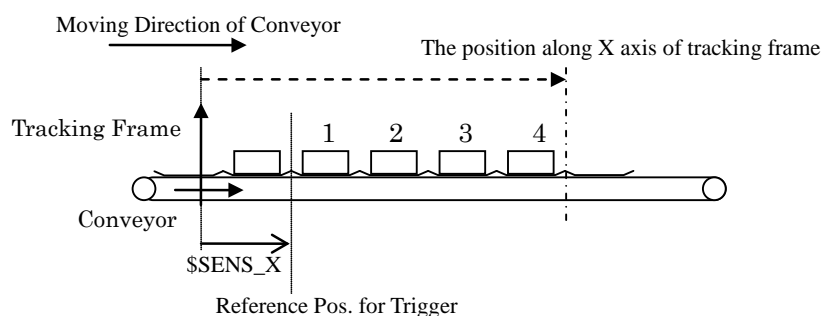 Moving Direction of Conveyor
The position along X axis of tracking frame
Tracking Frame
1 2 3 4
Conveyor
$SENS_X
Reference Pos. for Trigger